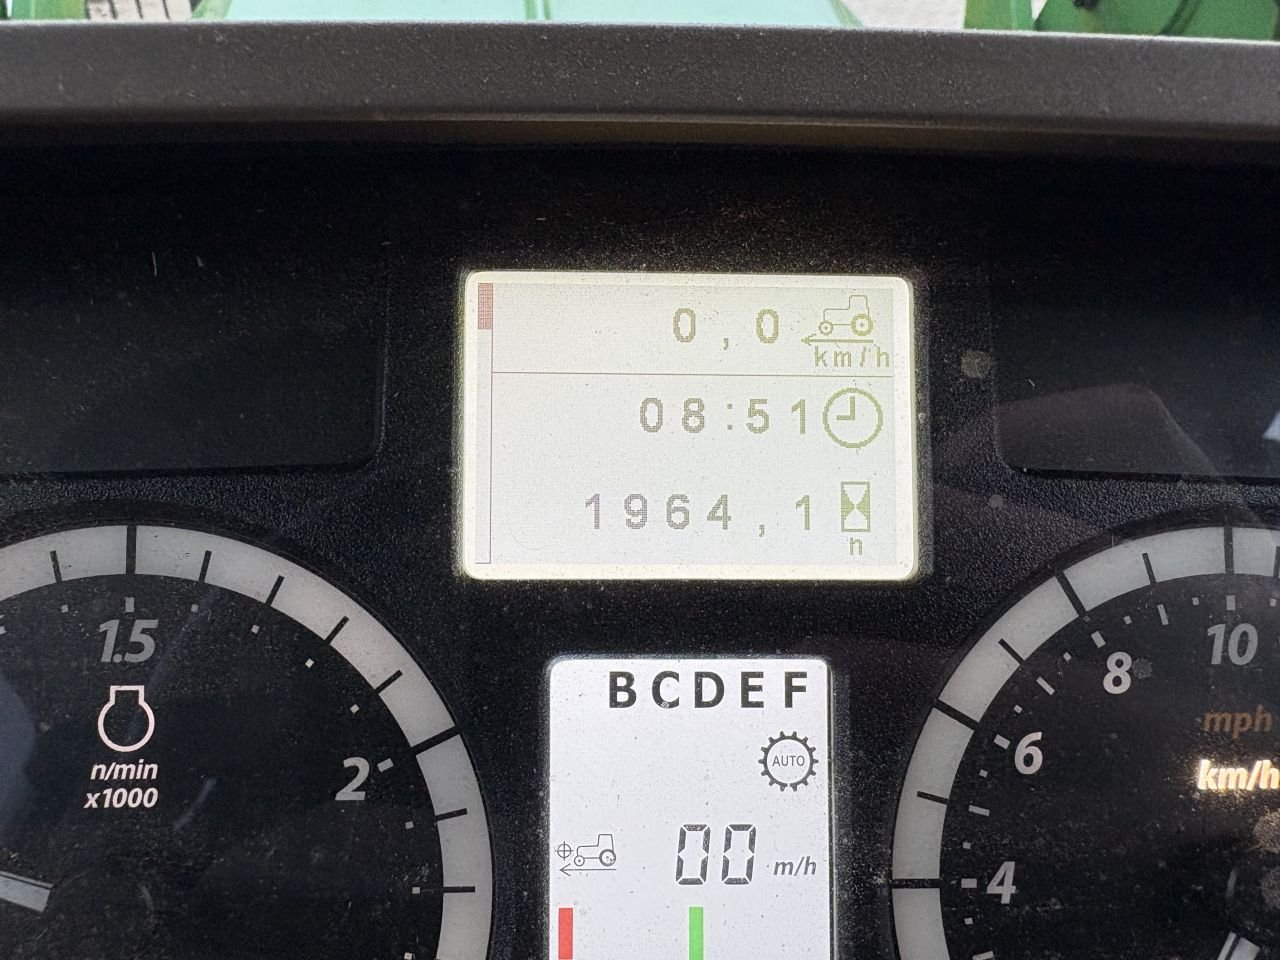 0,0
km/h
08:51
1964,1
h
BCDEF
AUTO
00 m/h
1.5
n/min
x1000
2
10
8
6
4
mph
km/h